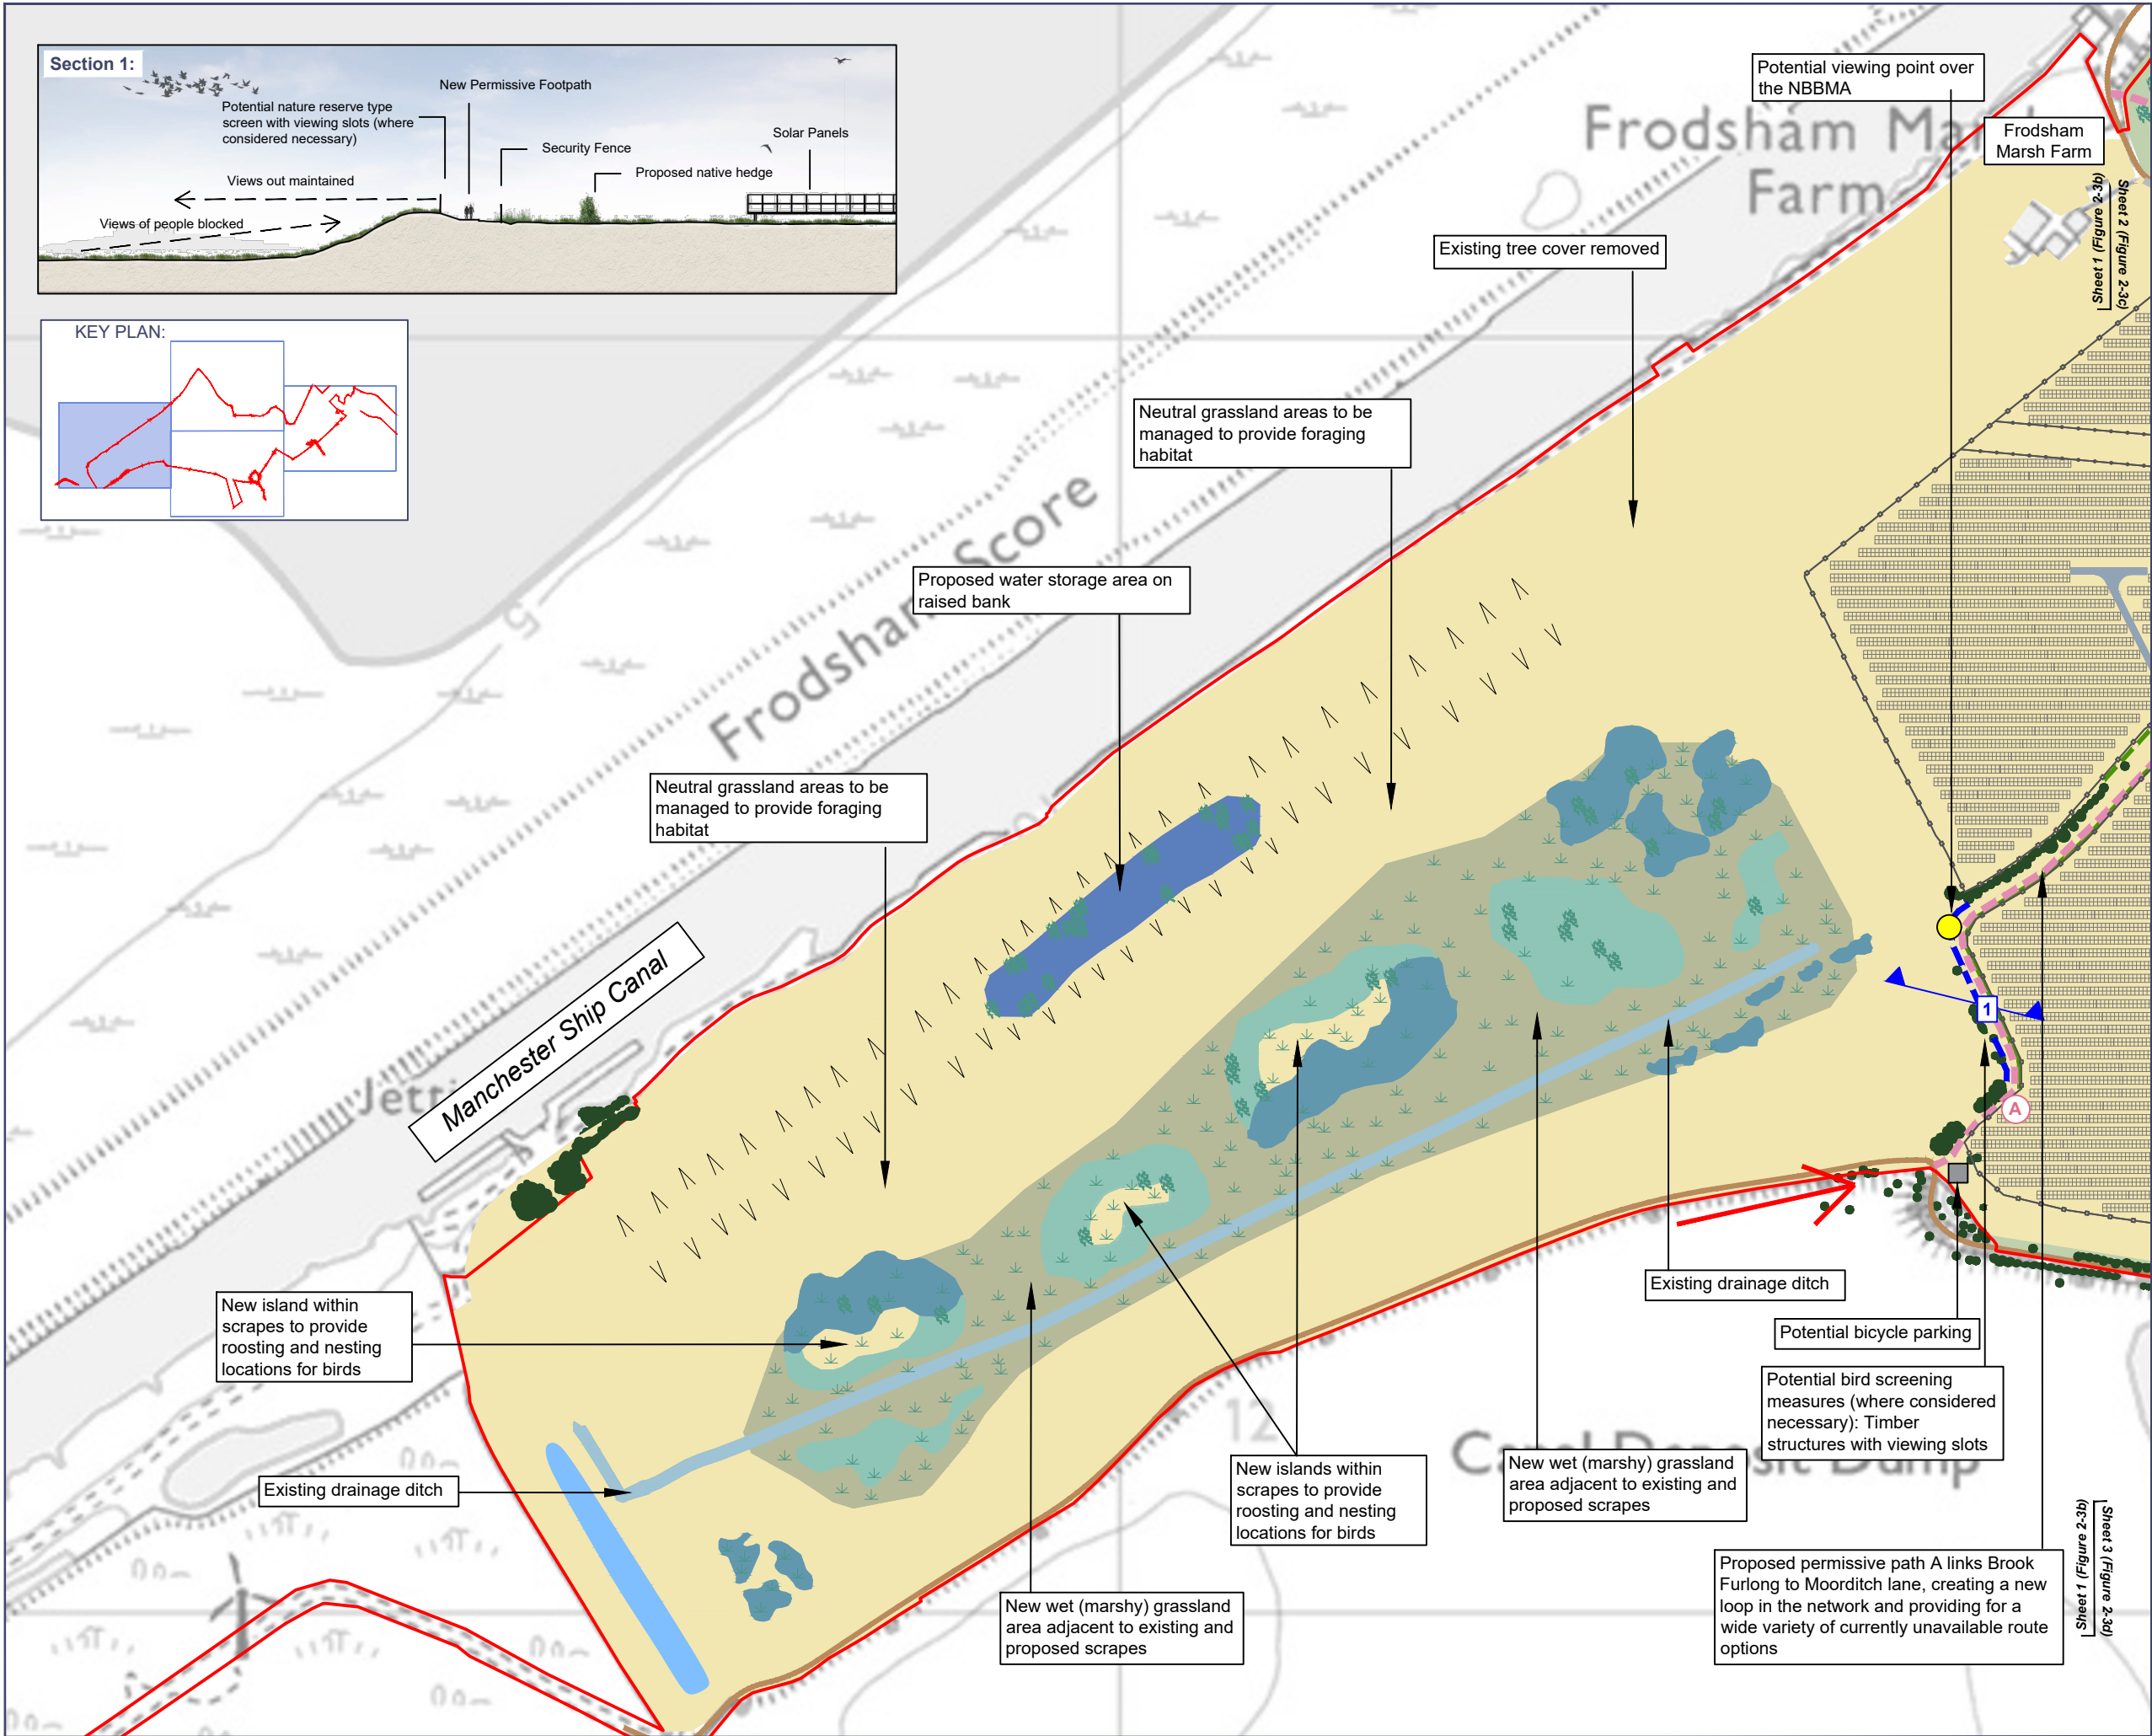 Section 1:
New Permissive Footpath
Potential nature reserve type
screen with viewing slots (where
considered necessary)
Solar Panels
Security Fence
Proposed native hedge
Views out maintained
Views of people blocked
KEY PLAN:
Potential viewing point over
the NBBMA
Frodsham
Marsh Farm
Farm
Sheet 1 (Figure 2-3b)
Sheet 2 (Figure 2-3c)
Existing tree cover removed
Neutral grassland areas to be
managed to provide foraging
habitat
Frodsham Score
Proposed water storage area on
raised bank
5
Neutral grassland areas to be
managed to provide foraging
habitat
Manchester Ship Canal
1
A
New island within
scrapes to provide
roosting and nesting
locations for birds
Existing drainage ditch
Potential bicycle parking
Potential bird screening
measures (where considered
necessary): Timber
structures with viewing slots
12
New islands within
scrapes to provide
roosting and nesting
locations for birds
New wet (marshy) grassland
area adjacent to existing and
proposed scrapes
Existing drainage ditch
New wet (marshy) grassland
area adjacent to existing and
proposed scrapes
Proposed permissive path A links Brook
Furlong to Moorditch lane, creating a new
loop in the network and providing for a
wide variety of currently unavailable route
options
Sheet 1 (Figure 2-3b)
Sheet 3 (Figure 2-3d)